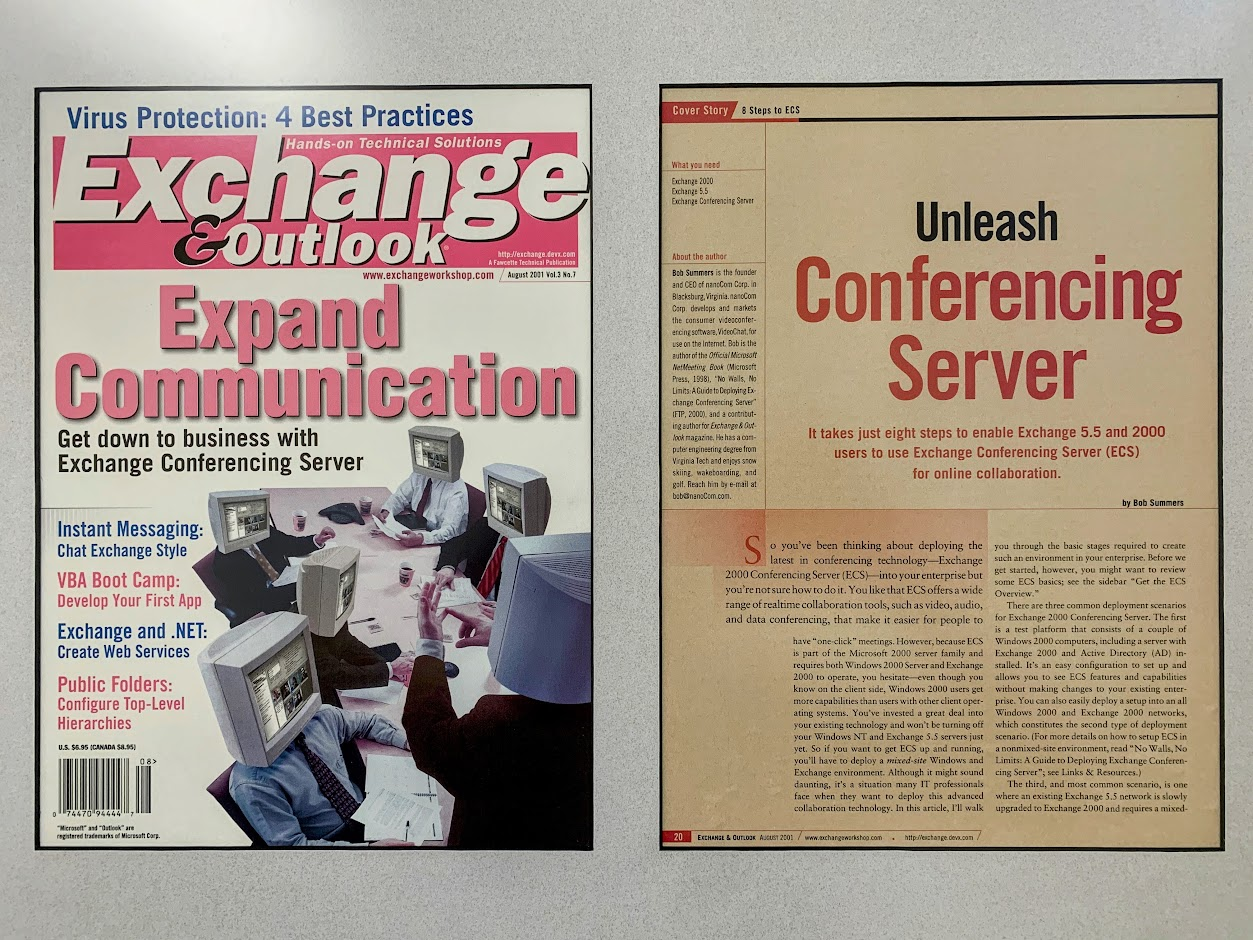 Virus Protection: 4 Best Practices
Hands-on Technical Solutions
Exchange
&Outlook
http://exchange.devx.com
A Fawcette Technical Publication
www.exchangeworkshop.com
August 2001 Vol.3 No.7
Expand
Communication
Get down to business with
Exchange Conferencing Server
Instant Messaging:
Chat Exchange Style
VBA Boot Camp:
Develop Your First App
Exchange and .NET:
Create Web Services
Public Folders:
Configure Top-Level
Hierarchies
U.S. $6.95 (CANADA $8.95)
08>
0 74470 94444 7
"Microsoft" and "Outlook" are
registered trademarks of Microsoft Corp.
Cover Story 8 Steps to ECS
What you need
Exchange 2000
Exchange 5.5
Exchange Conferencing Server
About the author
Bob Summers is the founder
and CEO of nanoCom Corp. in
Blacksburg, Virginia. nanoCom
Corp. develops and markets
the consumer videoconfer-
encing software, VideoChat, for
use on the Internet. Bob is the
author of the Official Microsoft
NetMeeting Book (Microsoft
Press, 1998), "No Walls, No
Limits: A Guide to Deploying Ex-
change Conferencing Server"
(FTP, 2000), and a contribut-
ing author for Exchange & Out-
look magazine. He has a com-
puter engineering degree from
Virginia Tech and enjoys snow
skiing, wakeboarding, and
golf. Reach him by e-mail at
bob@nanoCom.com.
Unleash
Conferencing
Server
It takes just eight steps to enable Exchange 5.5 and 2000
users to use Exchange Conferencing Server (ECS)
for online collaboration.
by Bob Summers
So you've been thinking about deploying the
latest in conferencing technology—Exchange
2000 Conferencing Server (ECS)—into your enterprise but
you're not sure how to do it. You like that ECS offers a wide
range of realtime collaboration tools, such as video, audio,
and data conferencing, that make it easier for people to
have "one-click" meetings. However, because ECS
is part of the Microsoft 2000 server family and
requires both Windows 2000 Server and Exchange
2000 to operate, you hesitate—even though you
know on the client side, Windows 2000 users get
more capabilities than users with other client oper-
ating systems. You've invested a great deal into
your existing technology and won't be turning off
your Windows NT and Exchange 5.5 servers just
yet. So if you want to get ECS up and running,
you'll have to deploy a mixed-site Windows and
Exchange environment. Although it might sound
daunting, it's a situation many IT professionals
face when they want to deploy this advanced
collaboration technology. In this article, I'll walk
you through the basic stages required to create
such an environment in your enterprise. Before we
get started, however, you might want to review
some ECS basics; see the sidebar "Get the ECS
Overview."
There are three common deployment scenarios
for Exchange 2000 Conferencing Server. The first
is a test platform that consists of a couple of
Windows 2000 computers, including a server with
Exchange 2000 and Active Directory (AD) in-
stalled. It's an easy configuration to set up and
allows you to see ECS features and capabilities
without making changes to your existing enter-
prise. You can also easily deploy a setup into an all
Windows 2000 and Exchange 2000 networks,
which constitutes the second type of deployment
scenario. (For more details on how to setup ECS in
a nonmixed-site environment, read "No Walls, No
Limits: A Guide to Deploying Exchange Conferen-
cing Server"; see Links & Resources.)
The third, and most common scenario, is one
where an existing Exchange 5.5 network is slowly
upgraded to Exchange 2000 and requires a mixed-
20 EXCHANGE & OUTLOOK AUGUST 2001 / www.exchangeworkshop.com • http://exchange.devx.com /